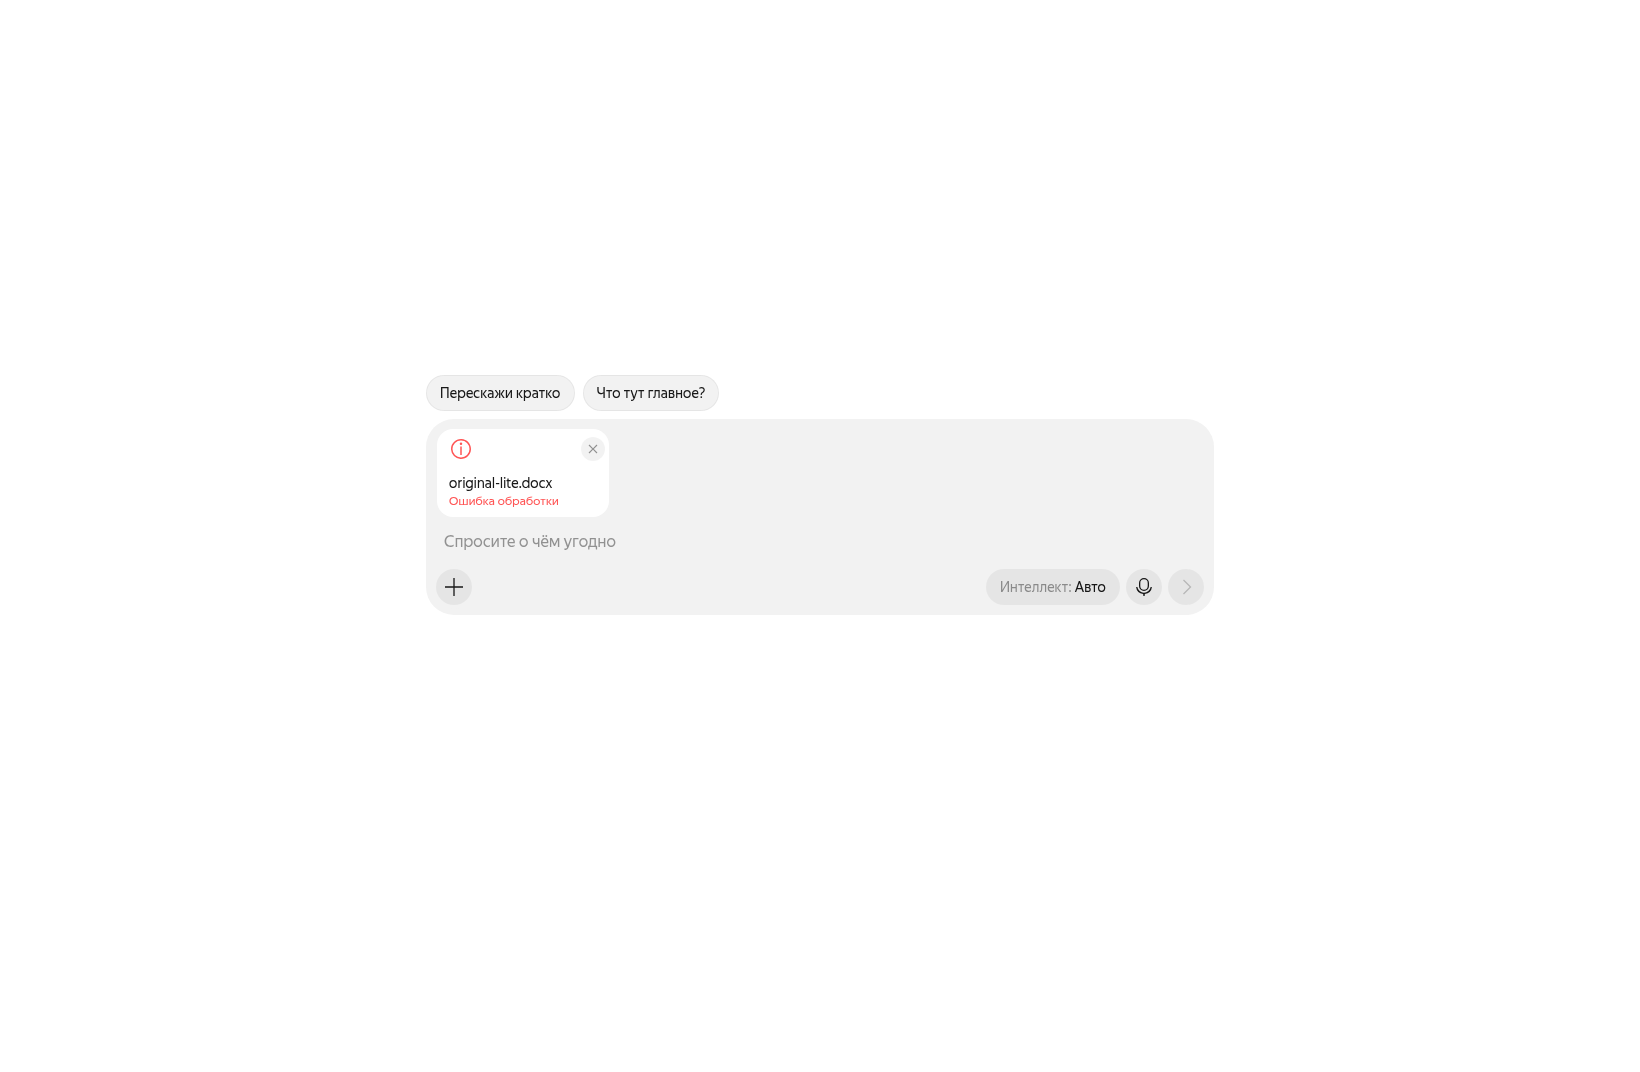 Перескажи кратко
Что тут главное?
original-lite.docx
Ошибка обработки
Спросите о чём угодно
Интеллект: Авто